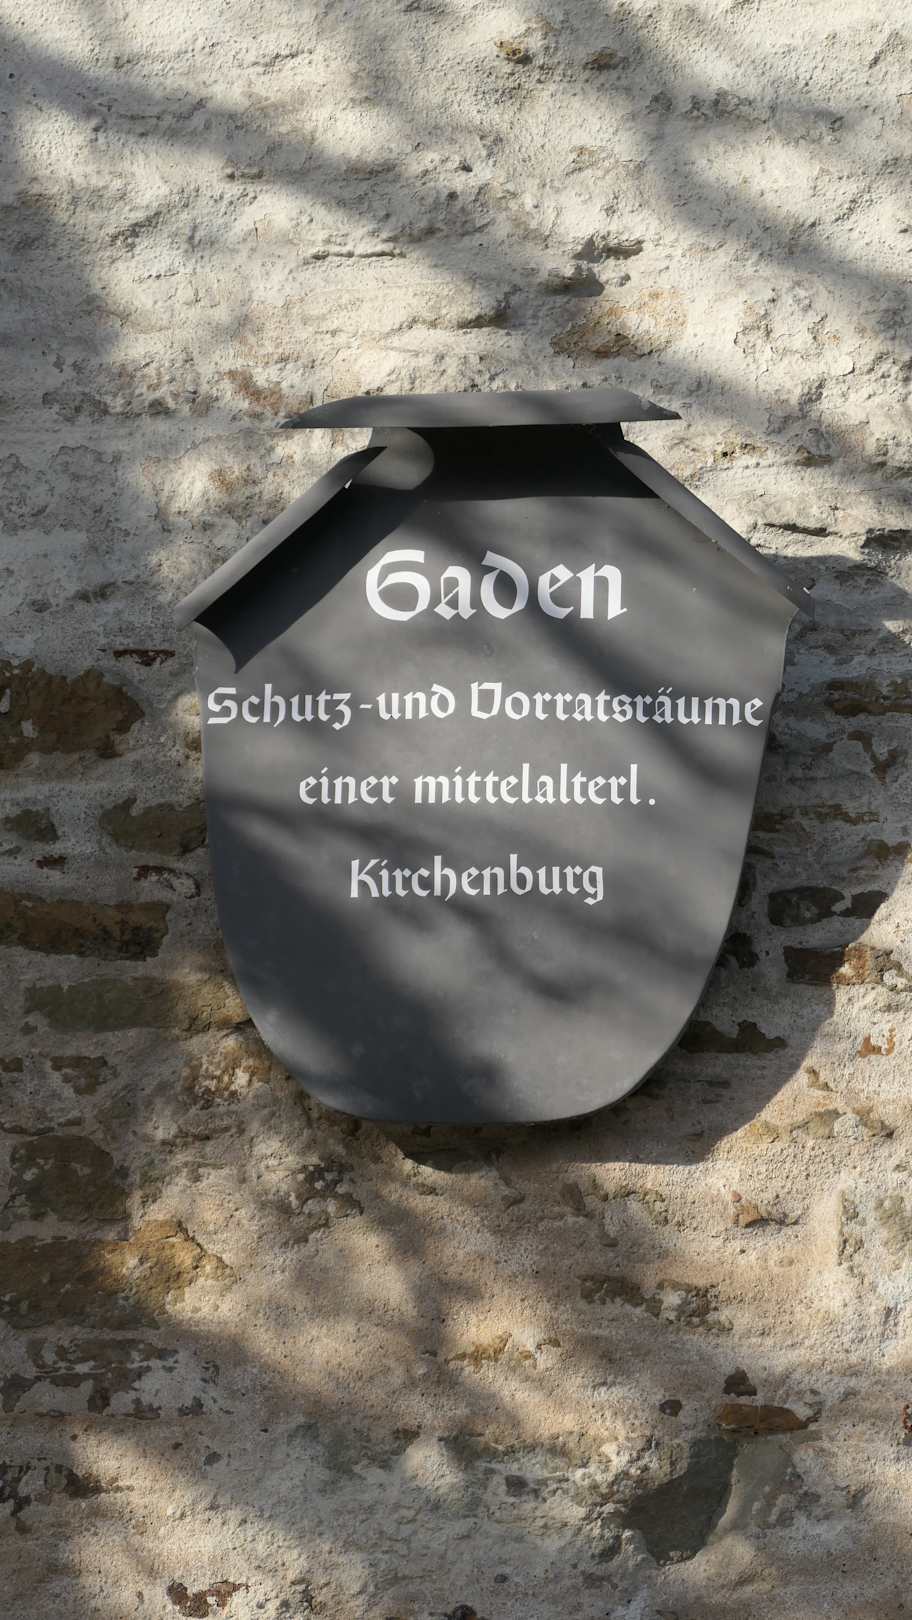 Gaden
Schutz-und Vorratsräume
einer mittelalterl.
Kirchenburg